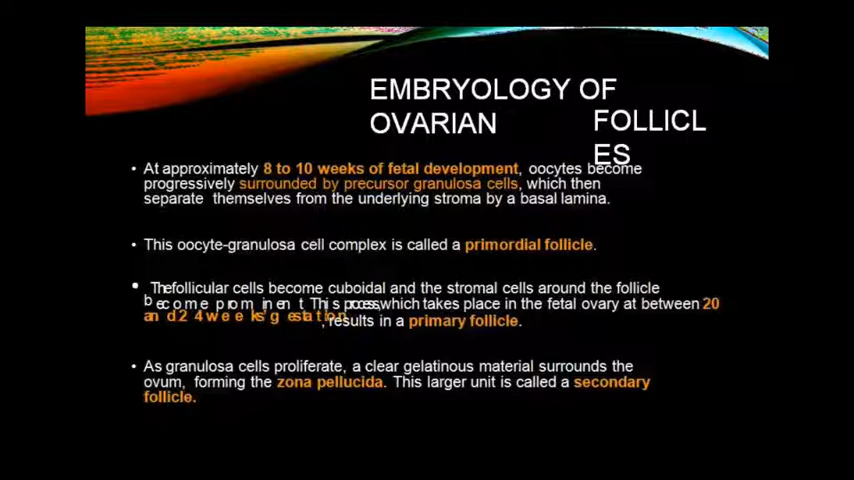 EMBRYOLOGY OF
OVARIAN FOLLICL
ES
• At approximately 8 to 10 weeks of fetal development, oocytes become
progressively surrounded by precursor granulosa cells, which then
separate themselves from the underlying stroma by a basal lamina.
• This oocyte-granulosa cell complex is called a primordial follicle.
• The follicular cells become cuboidal and the stromal cells around the follicle
become prominent. This process, which takes place in the fetal ovary at between 20
and 24 weeks' gestation, results in a primary follicle.
• As granulosa cells proliferate, a clear gelatinous material surrounds the
ovum, forming the zona pellucida. This larger unit is called a secondary
follicle.